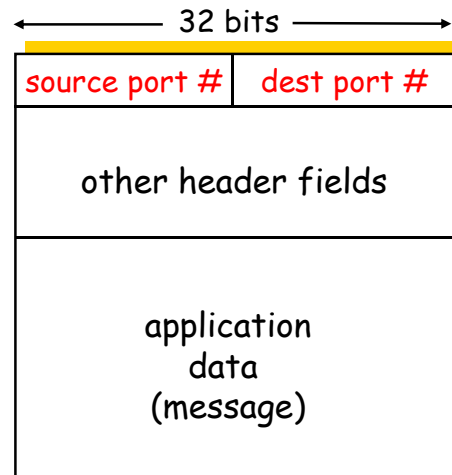 32 bits
source port # dest port #
other header fields
application
data
(message)